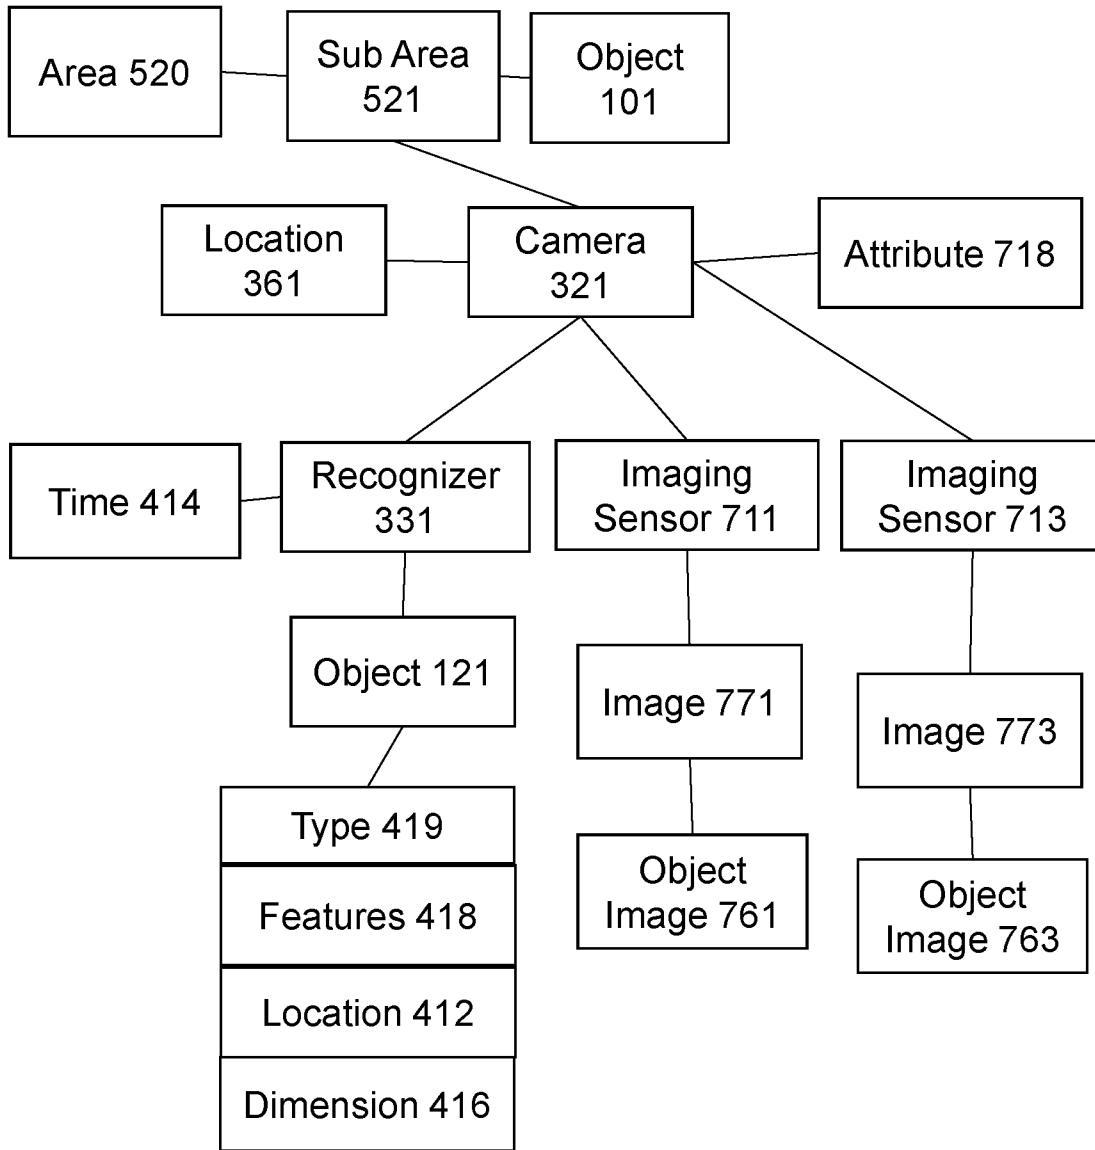 Area 520
Sub Area
521
Object
101
Location
361
Camera
321
Attribute 718
Time 414
Recognizer
331
Imaging
Sensor 711
Imaging
Sensor 713
Object 121
Image 771
Image 773
Type 419
Features 418
Location 412
Dimension 416
Object
Image 761
Object
Image 763